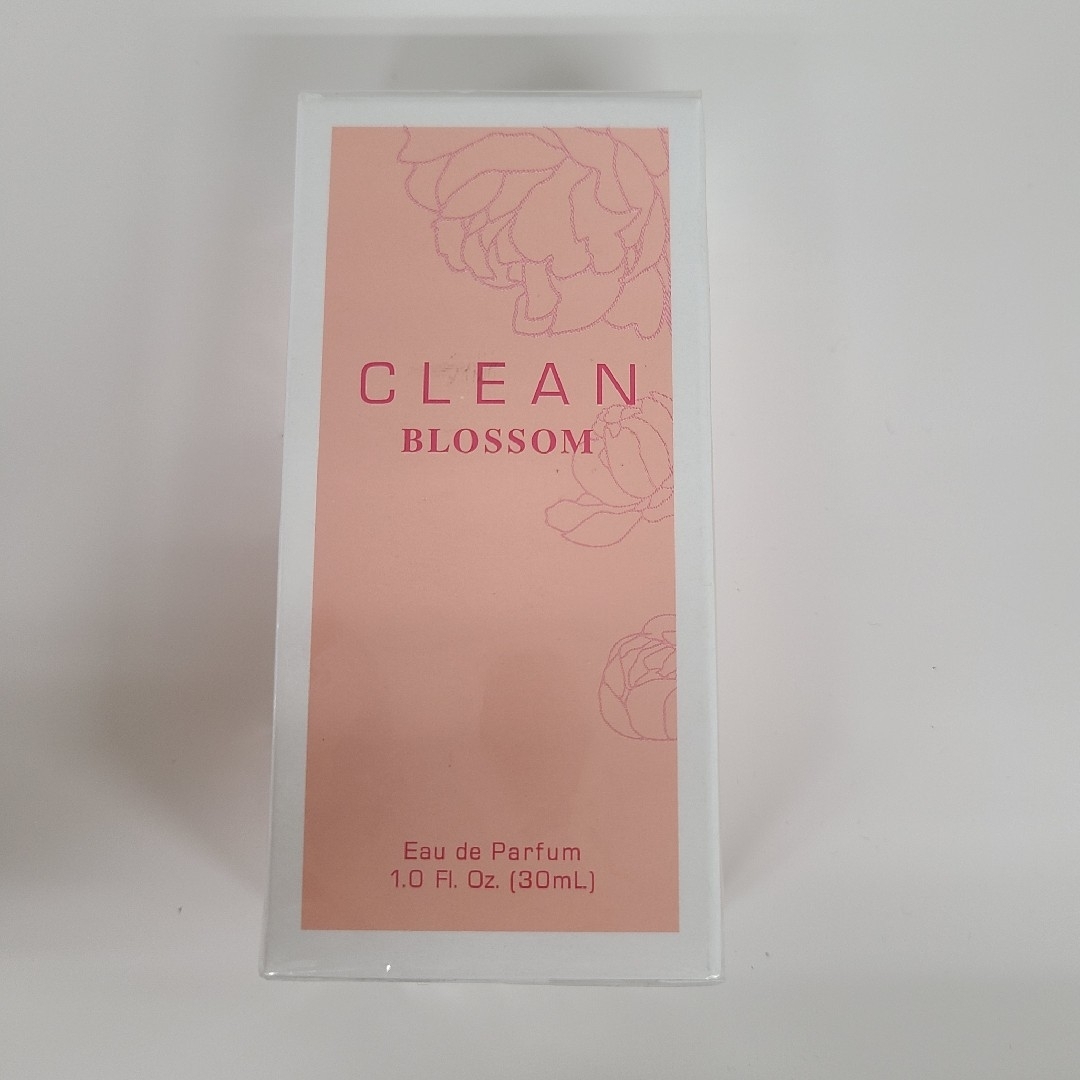 CLEAN
BLOSSOM
Eau de Parfum
1.0 Fl. Oz. (30mL)